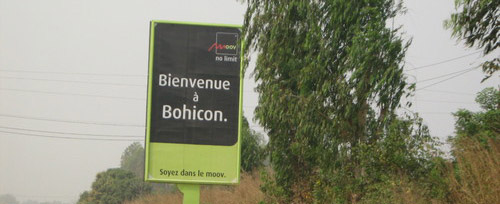 moov
no limit
Bienvenue
à
Bohicon.
Soyez dans le moov.